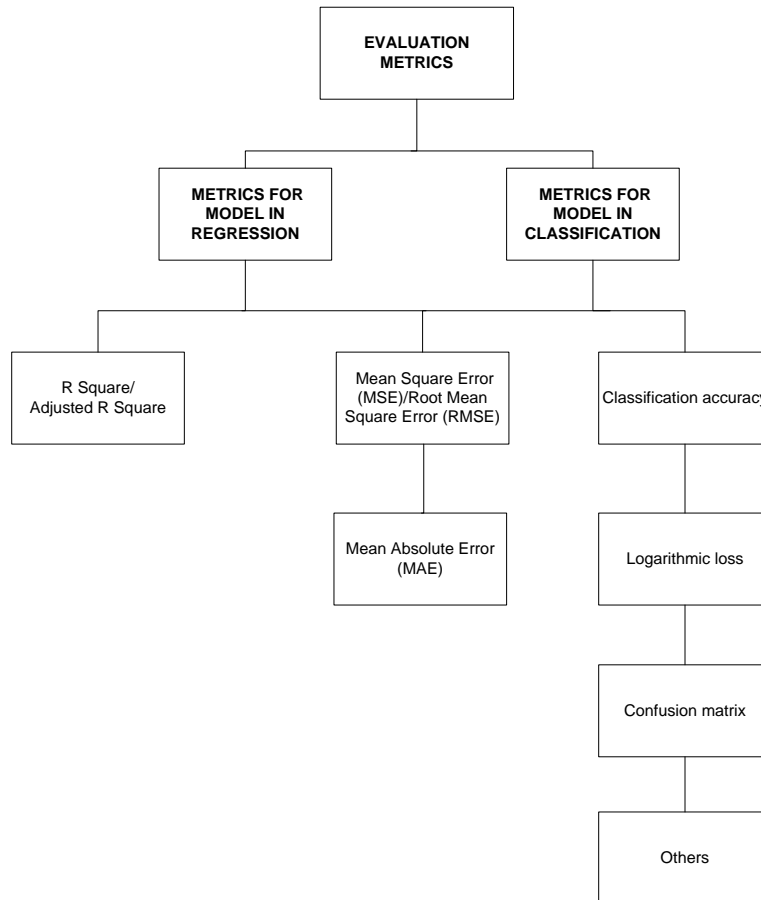 EVALUATION
METRICS
METRICS FOR
MODEL IN
REGRESSION
METRICS FOR
MODEL IN
CLASSIFICATION
R Square/
Adjusted R Square
Mean Square Error
(MSE)/Root Mean
Square Error (RMSE)
Classification accuracy
Mean Absolute Error
(MAE)
Logarithmic loss
Confusion matrix
Others